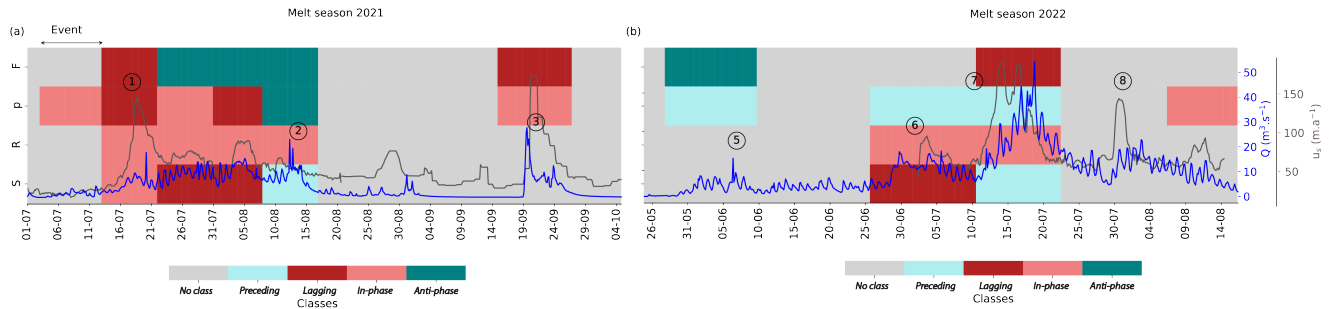 Melt season 2021
(a)
Event
F
p
R
S
1
2
3
01-07
06-07
11-07
16-07
21-07
26-07
31-07
05-08
10-08
15-08
20-08
25-08
30-08
04-09
09-09
14-09
19-09
24-09
29-09
04-10
No class
Preceding
Lagging
In-phase
Anti-phase
Classes
Melt season 2022
(b)
5
6
7
8
50
40
30
20
10
0
Q (m³.s⁻¹)
150
100
50
uₛ (m.a⁻¹)
26-05
31-05
05-06
10-06
15-06
20-06
25-06
30-06
05-07
10-07
15-07
20-07
25-07
30-07
04-08
09-08
14-08
No class
Preceding
Lagging
In-phase
Anti-phase
Classes